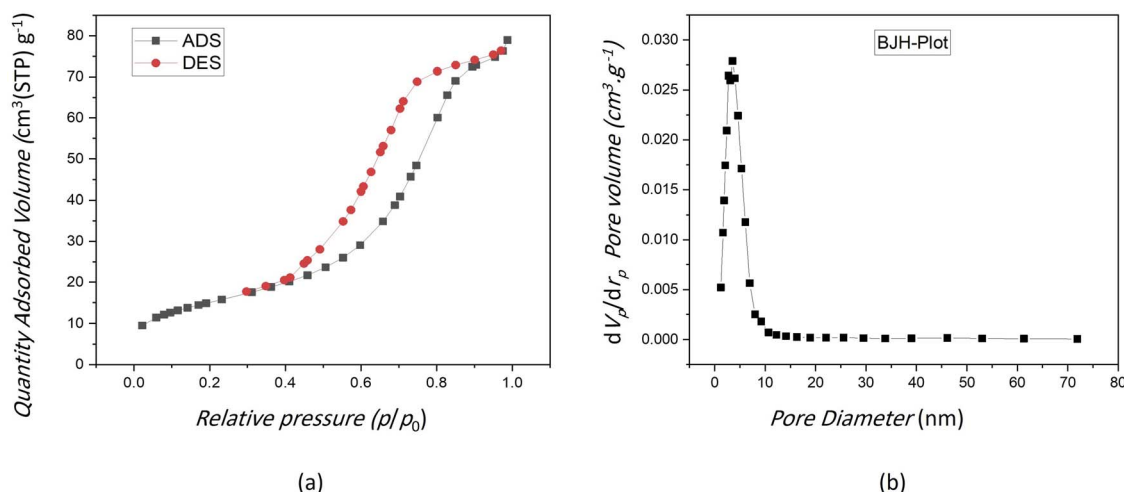 ADS
DES
80
70
60
50
40
30
20
10
0
Quantity Adsorbed Volume (cm³(STP) g⁻¹
0.0 0.2 0.4 0.6 0.8 1.0
Relative pressure (p/p₀)
(a)
BJH-Plot
0.030
0.025
0.020
0.015
0.010
0.005
0.000
dVₚ/drₚ Pore volume (cm³.g⁻¹)
-10 0 10 20 30 40 50 60 70 80
Pore Diameter (nm)
(b)